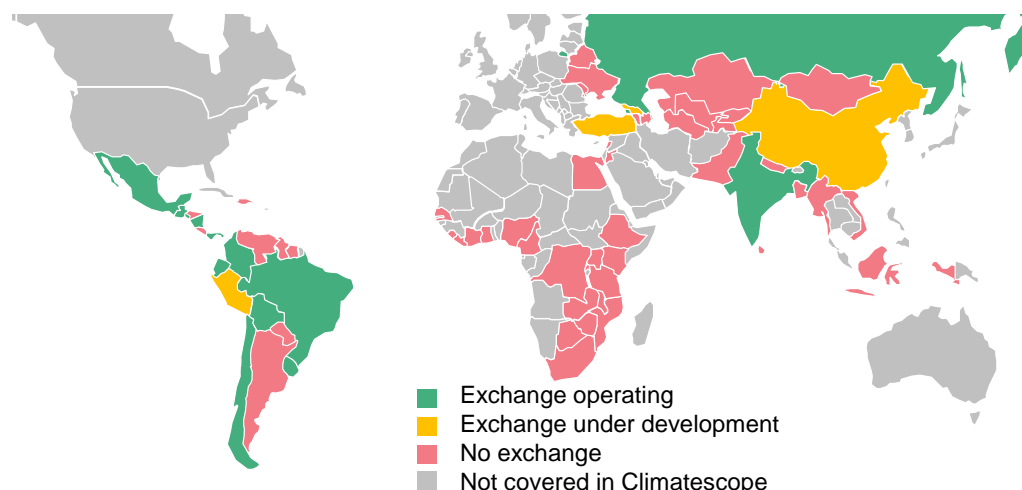 Exchange operating
Exchange under development
No exchange
Not covered in Climatescope